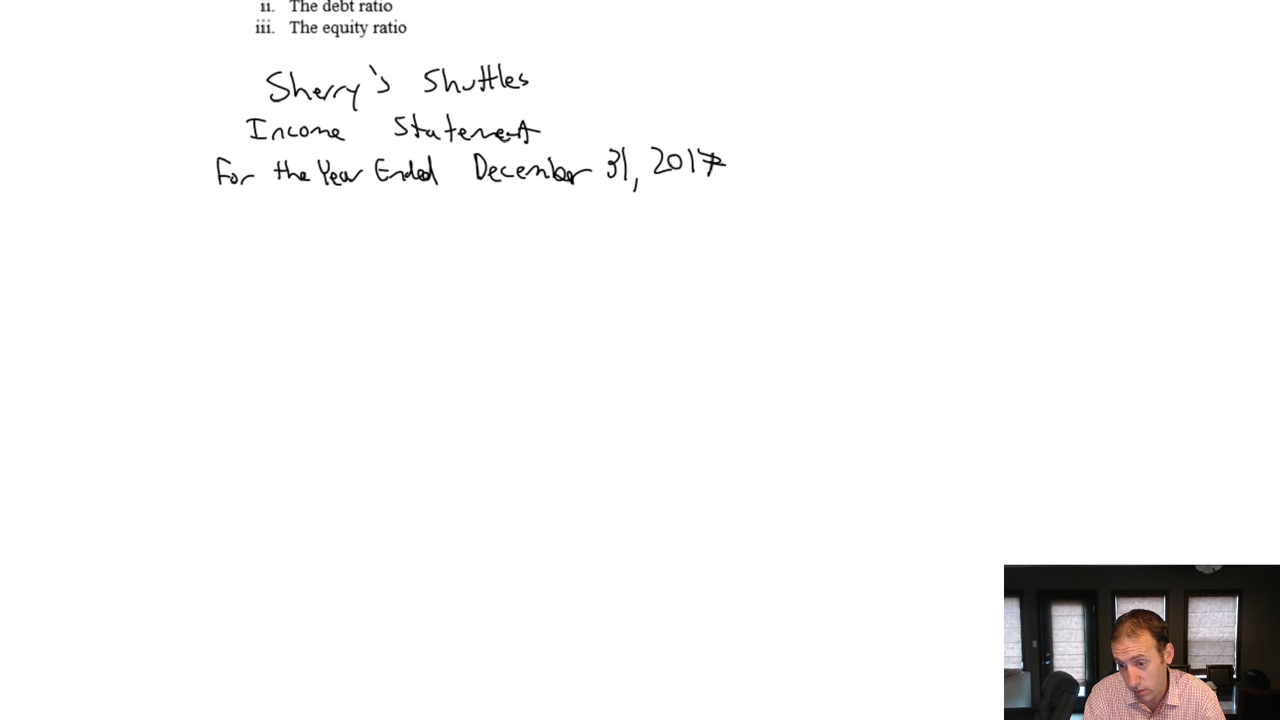 ii. The debt ratio
iii. The equity ratio
Sherry's Shuttles
Income Statement
For the Year Ended December 31, 2017